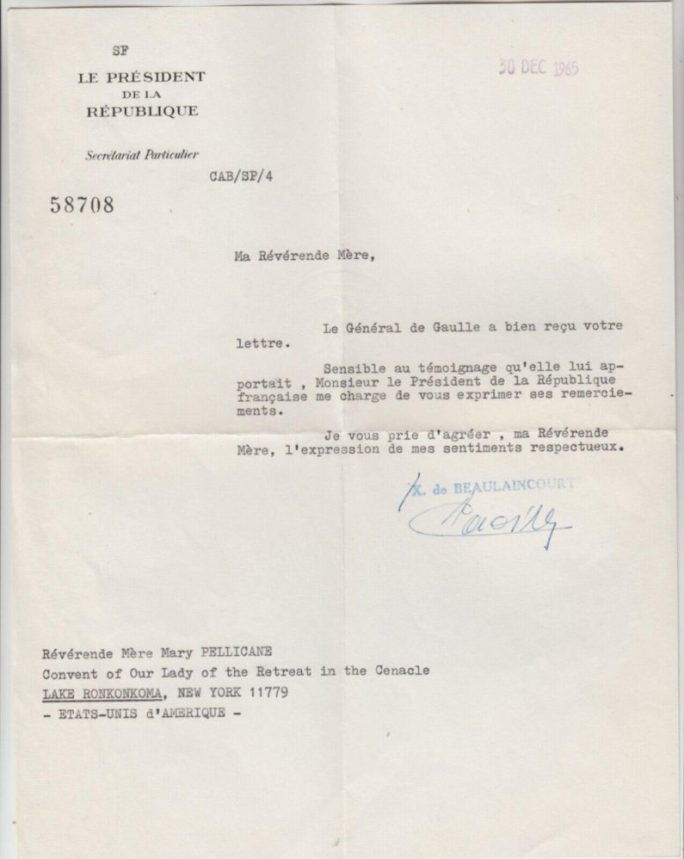 SF
30 DEC 1965
LE PRÉSIDENT
DE LA
RÉPUBLIQUE
Secrétariat Particulier
CAB/SP/4
58708
Ma Révérende Mère,
Le Général de Gaulle a bien reçu votre
lettre.
Sensible au témoignage qu'elle lui ap-
portait , Monsieur le Président de la République
française me charge de vous exprimer ses remercie-
ments.
Je vous prie d'agréer , ma Révérende
Mère, l'expression de mes sentiments respectueux.
X. de BEAULAINCOURT
Révérende Mère Mary PELLICANE
Convent of Our Lady of the Retreat in the Cenacle
LAKE RONKONKOMA, NEW YORK 11779
- ETATS-UNIS d'AMERIQUE -